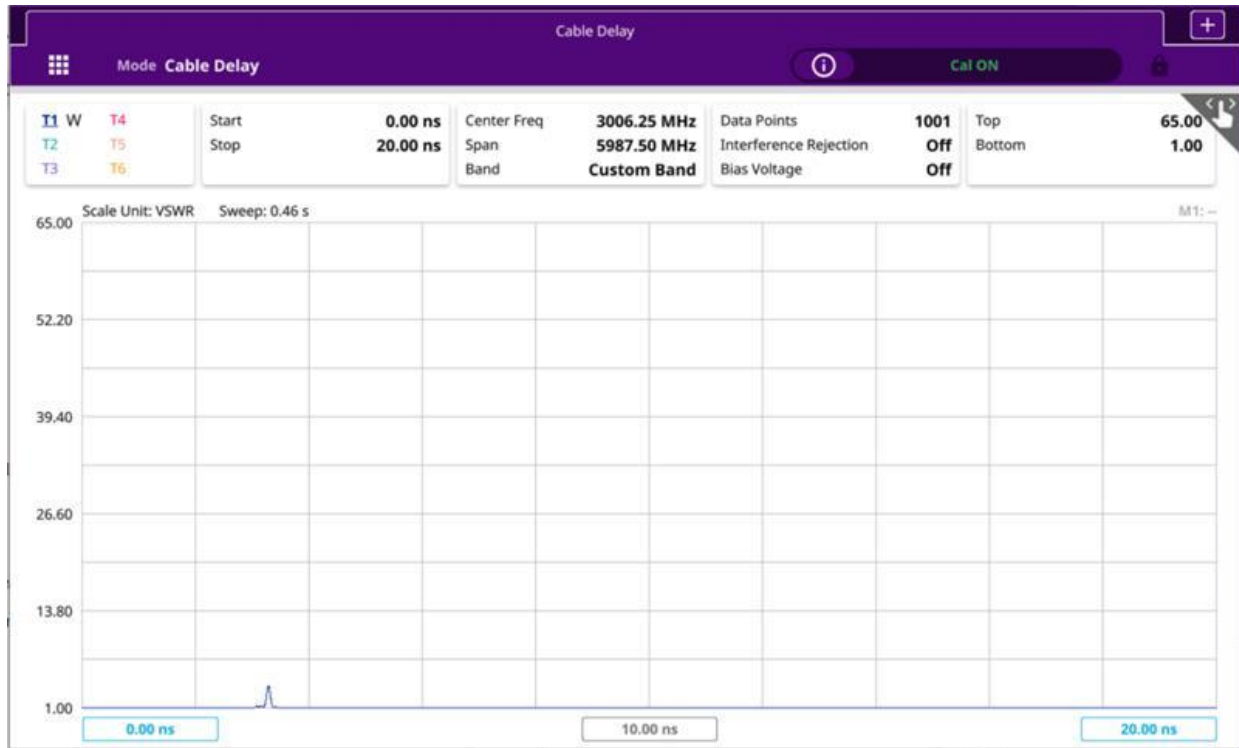 Cable Delay
+
Mode Cable Delay
i
Cal ON
T1 W T4
T2 T5
T3 T6
Start 0.00 ns
Stop 20.00 ns
Center Freq 3006.25 MHz
Span 5987.50 MHz
Band Custom Band
Data Points 1001
Interference Rejection Off
Bias Voltage Off
Top 65.00
Bottom 1.00
Scale Unit: VSWR Sweep: 0.46 s M1: --
65.00
52.20
39.40
26.60
13.80
1.00
0.00 ns 10.00 ns 20.00 ns